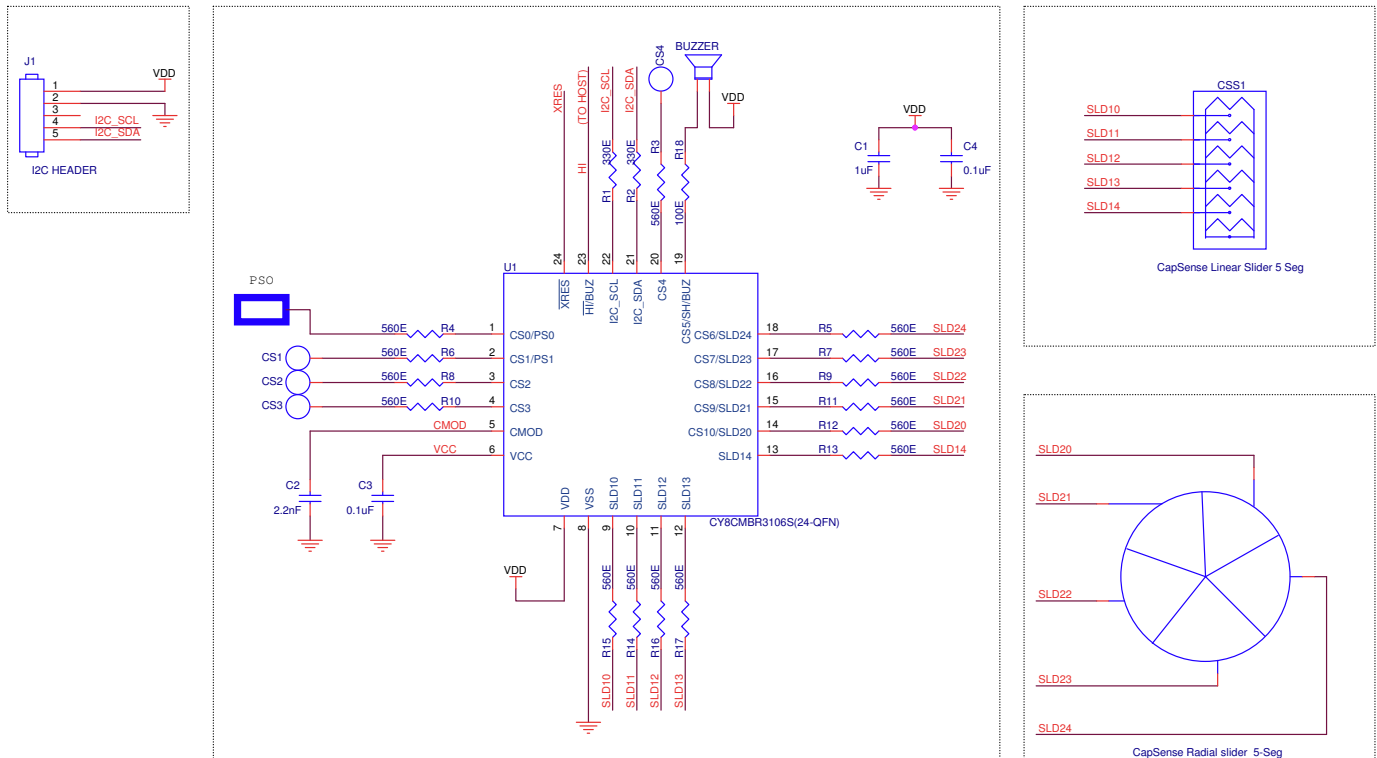 J1
1
2
3
4
5
VDD
I2C_SCL
I2C_SDA
I2C HEADER
XRES
(TO HOST)
HI
I2C_SCL
I2C_SDA
CS4
BUZZER
VDD
330E
R1
330E
R2
R3
560E
R18
100E
VDD
C1
1uF
C4
0.1uF
24
23
22
21
20
19
U1
XRES
HI/BUZ
I2C_SCL
I2C_SDA
CS4
CS5/SH/BUZ
PS0
560E R4 1 CS0/PS0
CS1 560E R6 2 CS1/PS1
CS2 560E R8 3 CS2
CS3 560E R10 4 CS3
CMOD 5 CMOD
VCC 6 VCC
CS6/SLD24 18 R5 560E SLD24
CS7/SLD23 17 R7 560E SLD23
CS8/SLD22 16 R9 560E SLD22
CS9/SLD21 15 R11 560E SLD21
CS10/SLD20 14 R12 560E SLD20
SLD14 13 R13 560E SLD14
C2
2.2nF
C3
0.1uF
VDD
VSS
SLD10
SLD11
SLD12
SLD13
CY8CMBR3106S(24-QFN)
7
8
9
10
11
12
VDD
560E
560E
560E
560E
R15
R14
R16
R17
SLD10
SLD11
SLD12
SLD13
CSS1
SLD10
SLD11
SLD12
SLD13
SLD14
CapSense Linear Slider 5 Seg
SLD20
SLD21
SLD22
SLD23
SLD24
CapSense Radial slider 5-Seg